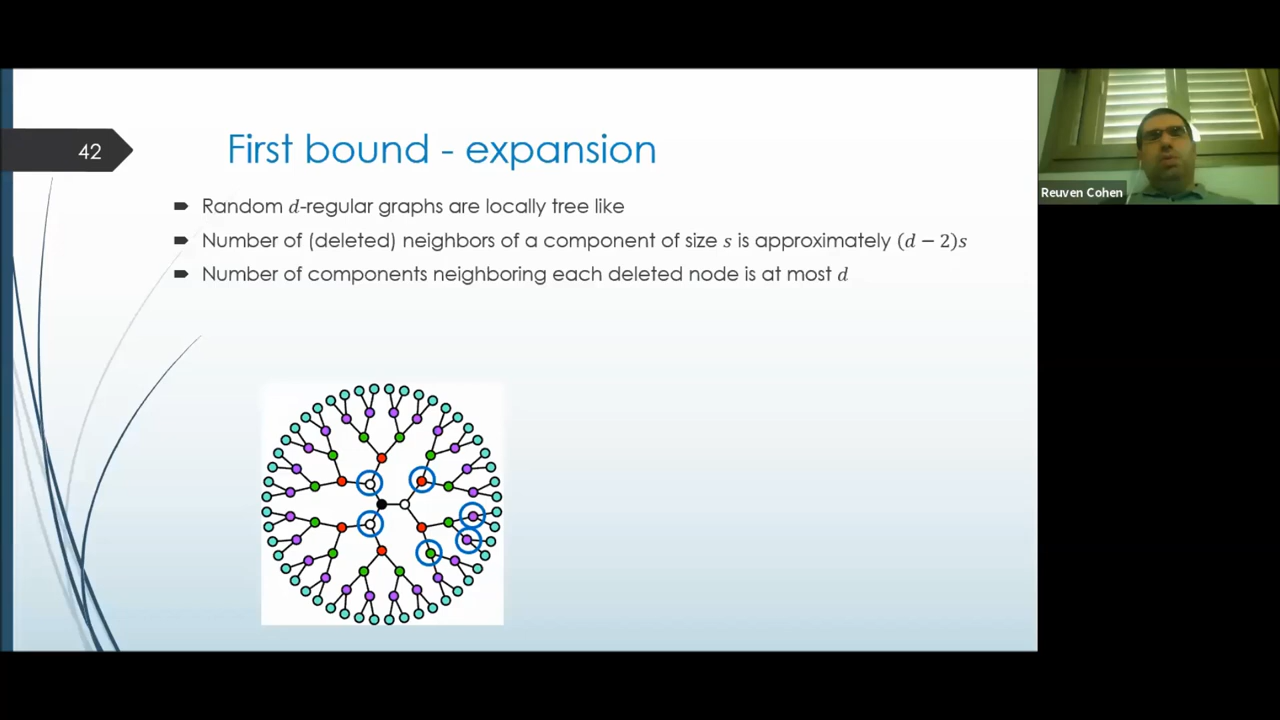 42
First bound - expansion
Random d-regular graphs are locally tree like
Number of (deleted) neighbors of a component of size s is approximately (d − 2)s
Number of components neighboring each deleted node is at most d
Reuven Cohen